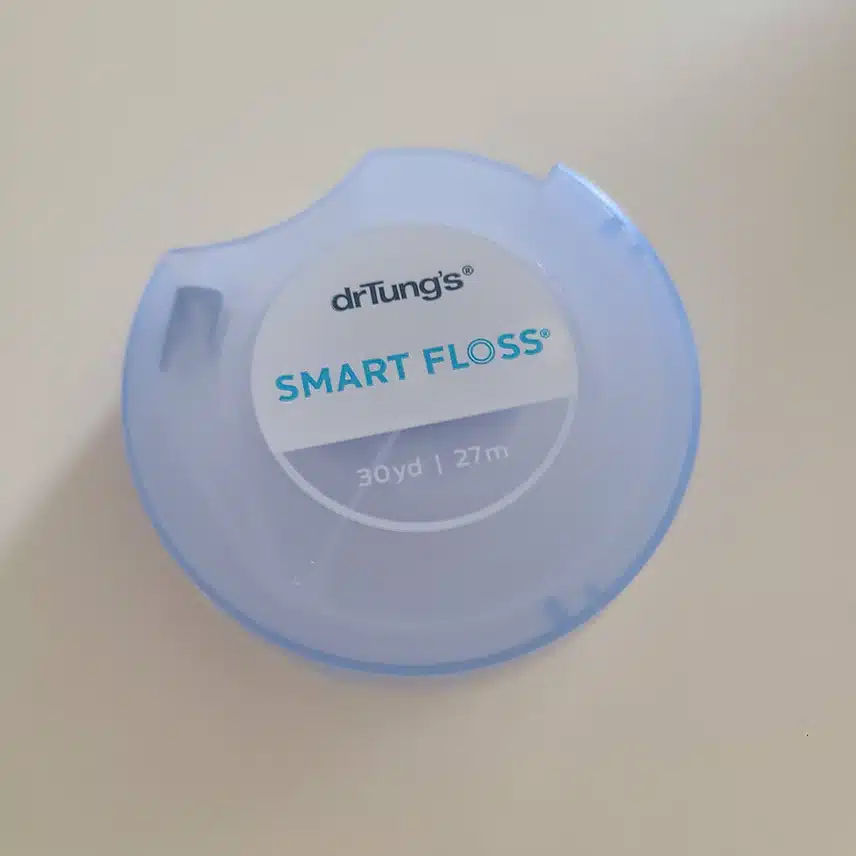 drTung's®
SMART FLOSS®
30yd | 27m